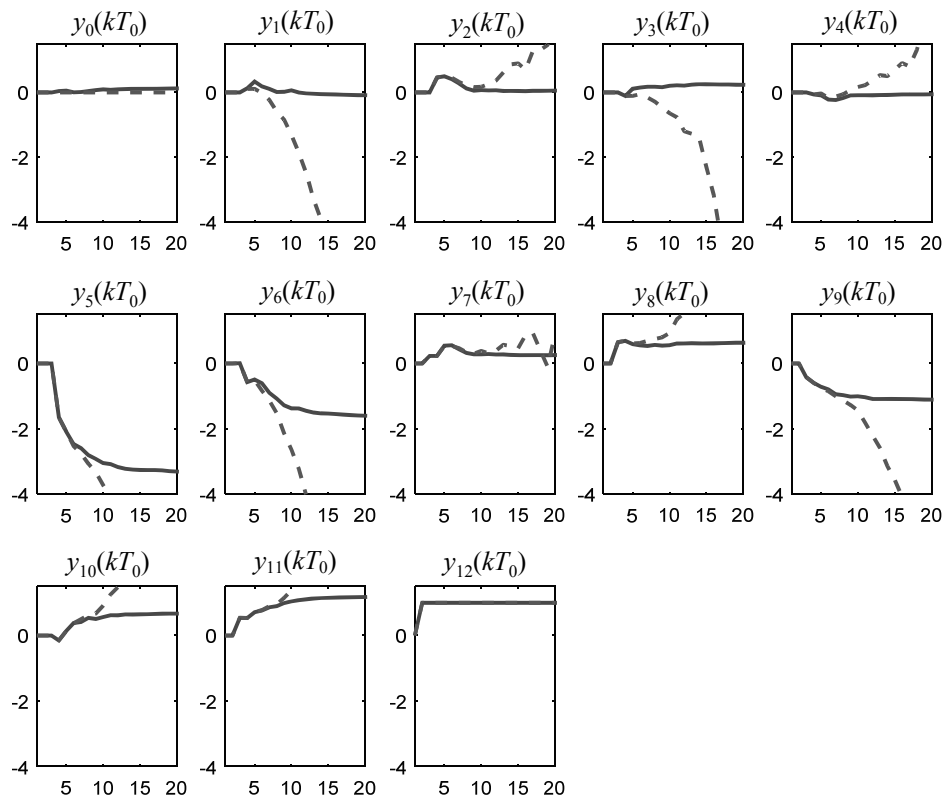 y0(kT0) y1(kT0) y2(kT0) y3(kT0) y4(kT0)
0 0 0 0 0
-2 -2 -2 -2 -2
-4 -4 -4 -4 -4
5 10 15 20 5 10 15 20 5 10 15 20 5 10 15 20 5 10 15 20
y5(kT0) y6(kT0) y7(kT0) y8(kT0) y9(kT0)
0 0 0 0 0
-2 -2 -2 -2 -2
-4 -4 -4 -4 -4
5 10 15 20 5 10 15 20 5 10 15 20 5 10 15 20 5 10 15 20
y10(kT0) y11(kT0) y12(kT0)
0 0 0
-2 -2 -2
-4 -4 -4
5 10 15 20 5 10 15 20 5 10 15 20